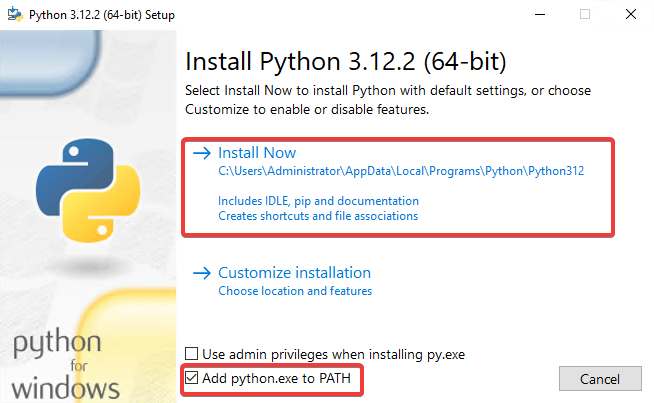 Python 3.12.2 (64-bit) Setup
Install Python 3.12.2 (64-bit)
Select Install Now to install Python with default settings, or choose
Customize to enable or disable features.
Install Now
C:\Users\Administrator\AppData\Local\Programs\Python\Python312
Includes IDLE, pip and documentation
Creates shortcuts and file associations
Customize installation
Choose location and features
python
for
windows
Use admin privileges when installing py.exe
Add python.exe to PATH
Cancel